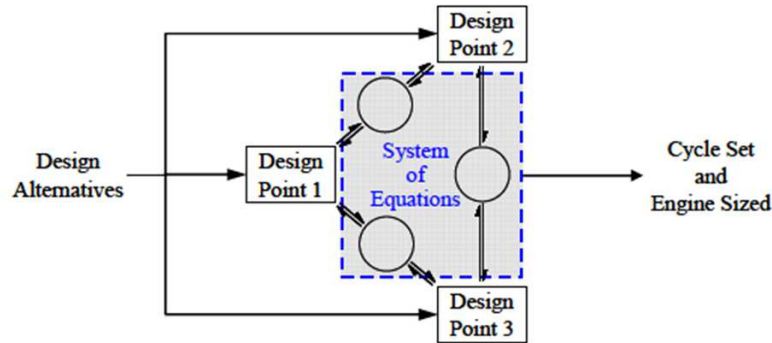 Design
Point 2
Design
Alternatives
Design
Point 1
System
of
Equations
Cycle Set
and
Engine Sized
Design
Point 3